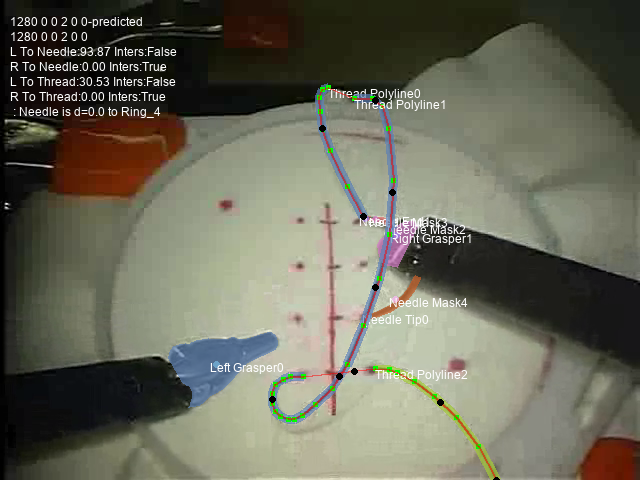 1280 0 0 2 0 0-predicted
1280 0 0 2 0 0
L To Needle:93.87 Inters:False
R To Needle:0.00 Inters:True
L To Thread:30.53 Inters:False
R To Thread:0.00 Inters:True
: Needle is d=0.0 to Ring_4
Thread Polyline0
Thread Polyline1
Mask3
Needle Mask2
Right Grasper1
Needle Mask4
Needle Tip0
Left Grasper0
Thread Polyline2